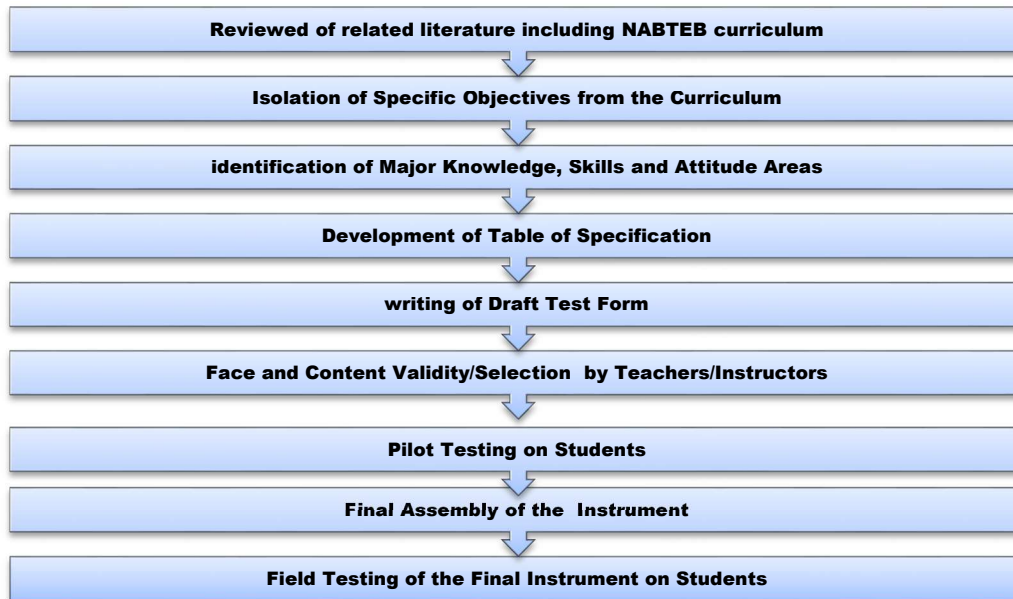 Reviewed of related literature including NABTEB curriculum
Isolation of Specific Objectives from the Curriculum
identification of Major Knowledge, Skills and Attitude Areas
Development of Table of Specification
writing of Draft Test Form
Face and Content Validity/Selection by Teachers/Instructors
Pilot Testing on Students
Final Assembly of the Instrument
Field Testing of the Final Instrument on Students